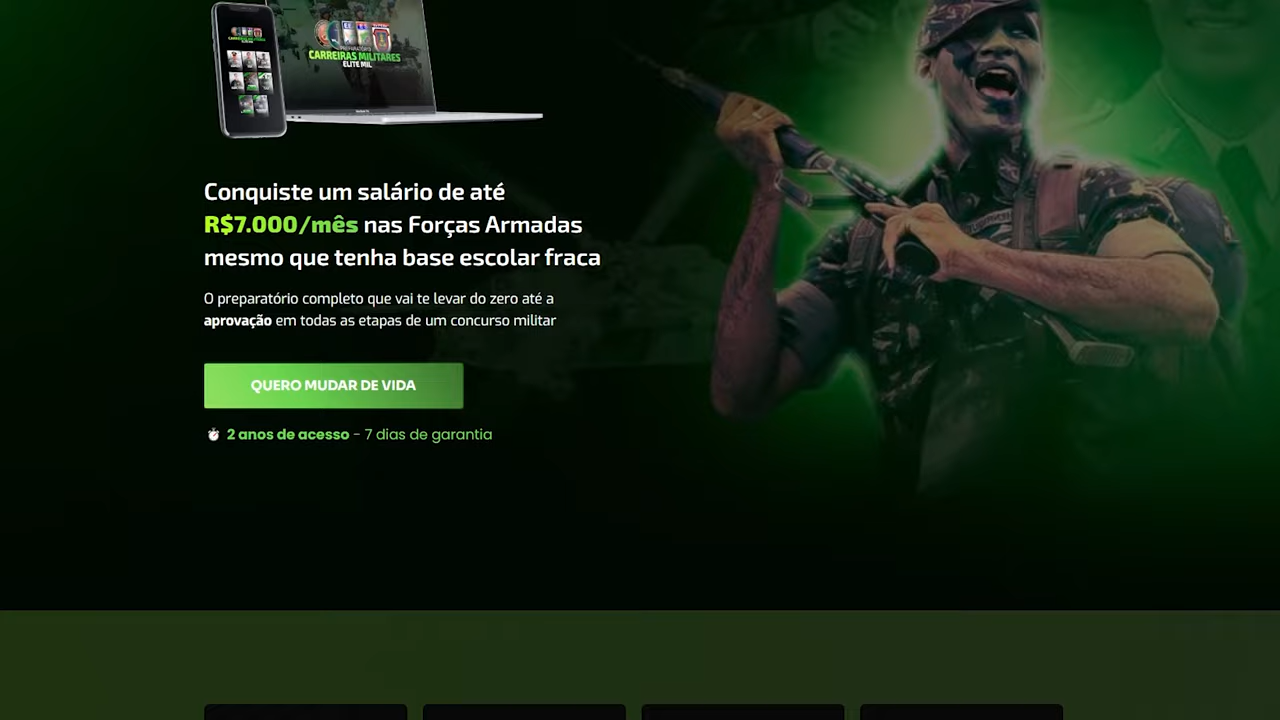 CARREIRAS MILITARES
ELITE MIL
Conquiste um salário de até
R$7.000/mês nas Forças Armadas
mesmo que tenha base escolar fraca
O preparatório completo que vai te levar do zero até a
aprovação em todas as etapas de um concurso militar
QUERO MUDAR DE VIDA
2 anos de acesso - 7 dias de garantia